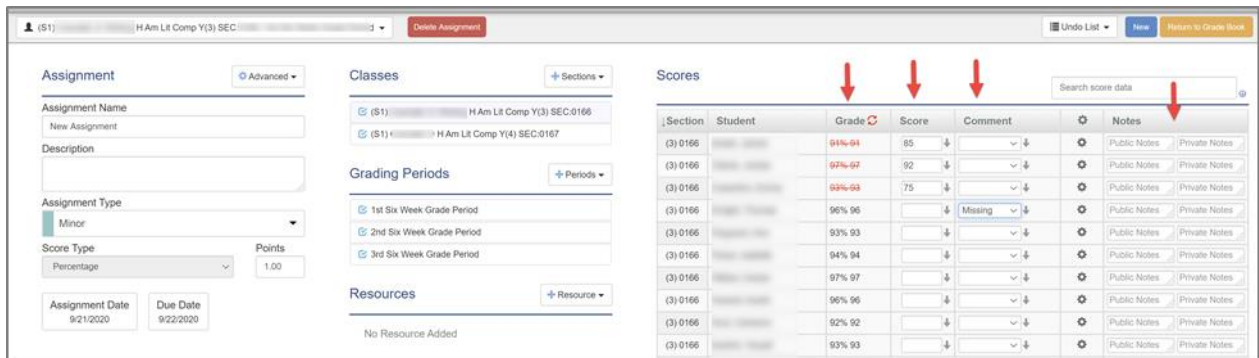 (S1) H Am Lit Comp Y(3) SEC
Delete Assignment
Undo List
New
Return to Grade Book
Assignment
Advanced
Assignment Name
New Assignment
Description
Assignment Type
Minor
Score Type
Points
Percentage
1.00
Assignment Date
9/21/2020
Due Date
9/22/2020
Classes
Sections
(S1) H Am Lit Comp Y(3) SEC:0166
(S1) H Am Lit Comp Y(4) SEC:0167
Grading Periods
Periods
1st Six Week Grade Period
2nd Six Week Grade Period
3rd Six Week Grade Period
Resources
Resource
No Resource Added
Scores
Search score data
↓Section Student Grade Score Comment Notes
(3) 0166 91% 91 85 Public Notes Private Notes
(3) 0166 97% 97 92 Public Notes Private Notes
(3) 0166 93% 93 75 Public Notes Private Notes
(3) 0166 96% 96 Missing Public Notes Private Notes
(3) 0166 93% 93 Public Notes Private Notes
(3) 0166 94% 94 Public Notes Private Notes
(3) 0166 97% 97 Public Notes Private Notes
(3) 0166 96% 96 Public Notes Private Notes
(3) 0166 92% 92 Public Notes Private Notes
(3) 0166 93% 93 Public Notes Private Notes